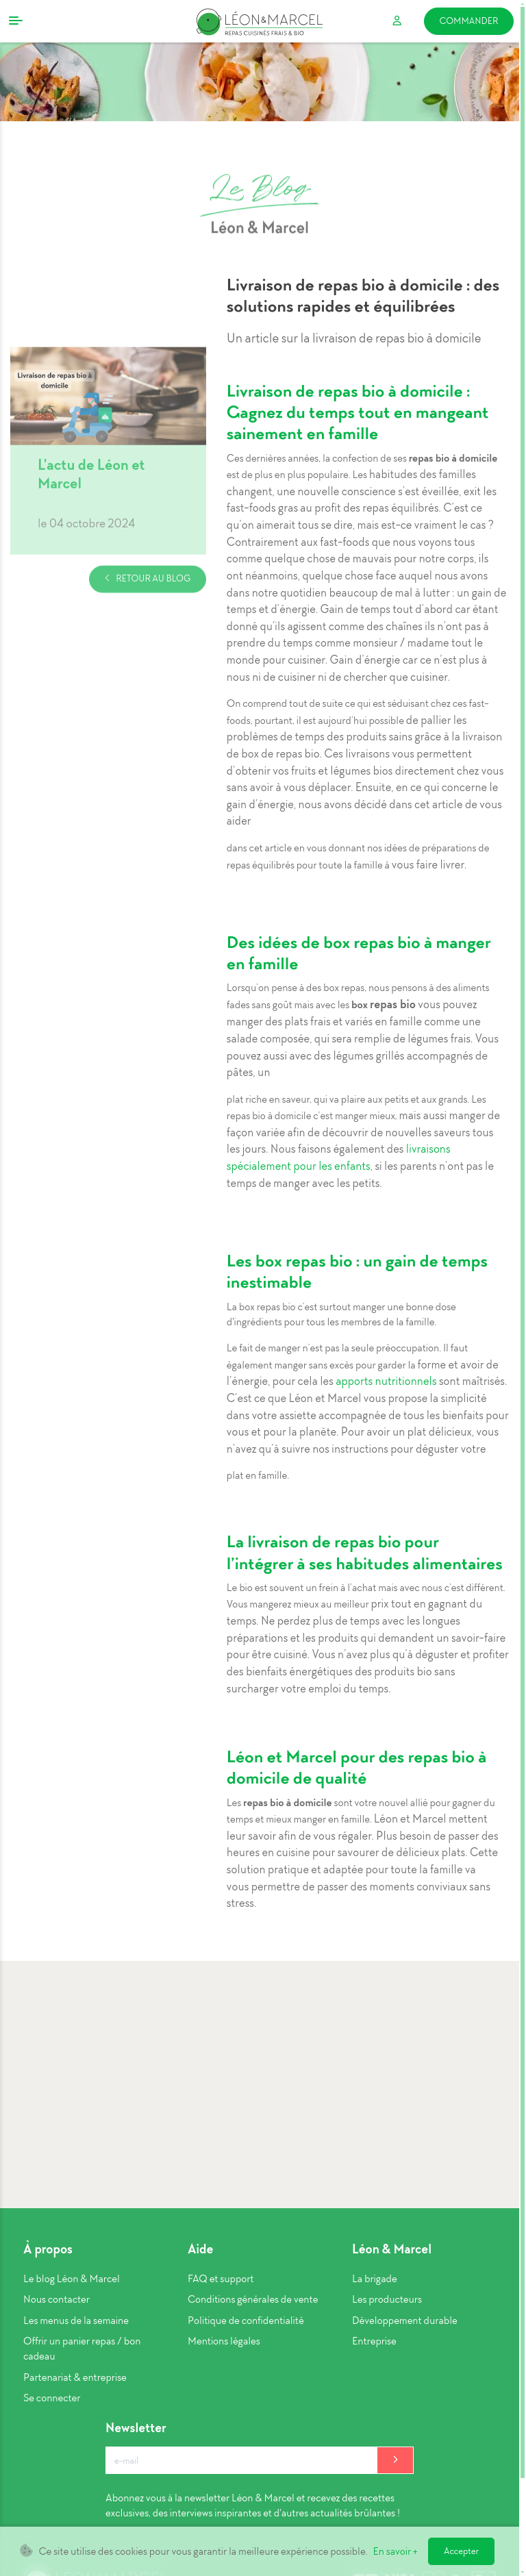 LÉON&MARCEL
REPAS CUISINÉS FRAIS & BIO
COMMANDER
Le Blog
Léon & Marcel
Livraison de repas bio à domicile : des
solutions rapides et équilibrées
Un article sur la livraison de repas bio à domicile
Livraison de repas bio à
domicile
L'actu de Léon et
Marcel
le 04 octobre 2024
RETOUR AU BLOG
Livraison de repas bio à domicile :
Gagnez du temps tout en mangeant
sainement en famille
Ces dernières années, la confection de ses repas bio à domicile
est de plus en plus populaire. Les habitudes des familles
changent, une nouvelle conscience s'est éveillée, exit les
fast-foods gras au profit des repas équilibrés. C'est ce
qu'on aimerait tous se dire, mais est-ce vraiment le cas ?
Contrairement aux fast-foods que nous voyons tous
comme quelque chose de mauvais pour notre corps, ils
ont néanmoins, quelque chose face auquel nous avons
dans notre quotidien beaucoup de mal à lutter : un gain de
temps et d'énergie. Gain de temps tout d'abord car étant
donné qu'ils agissent comme des chaînes ils n'ont pas à
prendre du temps comme monsieur / madame tout le
monde pour cuisiner. Gain d'énergie car ce n'est plus à
nous ni de cuisiner ni de chercher que cuisiner.
On comprend tout de suite ce qui est séduisant chez ces fast-
foods, pourtant, il est aujourd'hui possible de pallier les
problèmes de temps des produits sains grâce à la livraison
de box de repas bio. Ces livraisons vous permettent
d'obtenir vos fruits et légumes bios directement chez vous
sans avoir à vous déplacer. Ensuite, en ce qui concerne le
gain d'énergie, nous avons décidé dans cet article de vous
aider
dans cet article en vous donnant nos idées de préparations de
repas équilibrés pour toute la famille à vous faire livrer.
Des idées de box repas bio à manger
en famille
Lorsqu'on pense à des box repas, nous pensons à des aliments
fades sans goût mais avec les box repas bio vous pouvez
manger des plats frais et variés en famille comme une
salade composée, qui sera remplie de légumes frais. Vous
pouvez aussi avec des légumes grillés accompagnés de
pâtes, un
plat riche en saveur, qui va plaire aux petits et aux grands. Les
repas bio à domicile c'est manger mieux, mais aussi manger de
façon variée afin de découvrir de nouvelles saveurs tous
les jours. Nous faisons également des livraisons
spécialement pour les enfants, si les parents n'ont pas le
temps de manger avec les petits.
Les box repas bio : un gain de temps
inestimable
La box repas bio c'est surtout manger une bonne dose
d'ingrédients pour tous les membres de la famille.
Le fait de manger n'est pas la seule préoccupation. Il faut
également manger sans excès pour garder la forme et avoir de
l'énergie, pour cela les apports nutritionnels sont maîtrisés.
C'est ce que Léon et Marcel vous propose la simplicité
dans votre assiette accompagnée de tous les bienfaits pour
vous et pour la planète. Pour avoir un plat délicieux, vous
n'avez qu'à suivre nos instructions pour déguster votre
plat en famille.
La livraison de repas bio pour
l'intégrer à ses habitudes alimentaires
Le bio est souvent un frein à l'achat mais avec nous c'est différent.
Vous mangerez mieux au meilleur prix tout en gagnant du
temps. Ne perdez plus de temps avec les longues
préparations et les produits qui demandent un savoir-faire
pour être cuisiné. Vous n'avez plus qu'à déguster et profiter
des bienfaits énergétiques des produits bio sans
surcharger votre emploi du temps.
Léon et Marcel pour des repas bio à
domicile de qualité
Les repas bio à domicile sont votre nouvel allié pour gagner du
temps et mieux manger en famille. Léon et Marcel mettent
leur savoir afin de vous régaler. Plus besoin de passer des
heures en cuisine pour savourer de délicieux plats. Cette
solution pratique et adaptée pour toute la famille va
vous permettre de passer des moments conviviaux sans
stress.
À propos
Le blog Léon & Marcel
Nous contacter
Les menus de la semaine
Offrir un panier repas / bon
cadeau
Partenariat & entreprise
Se connecter
Aide
FAQ et support
Conditions générales de vente
Politique de confidentialité
Mentions légales
Léon & Marcel
La brigade
Les producteurs
Développement durable
Entreprise
Newsletter
e-mail
Abonnez vous à la newsletter Léon & Marcel et recevez des recettes
exclusives, des interviews inspirantes et d'autres actualités brûlantes !
Ce site utilise des cookies pour vous garantir la meilleure expérience possible. En savoir +
Accepter